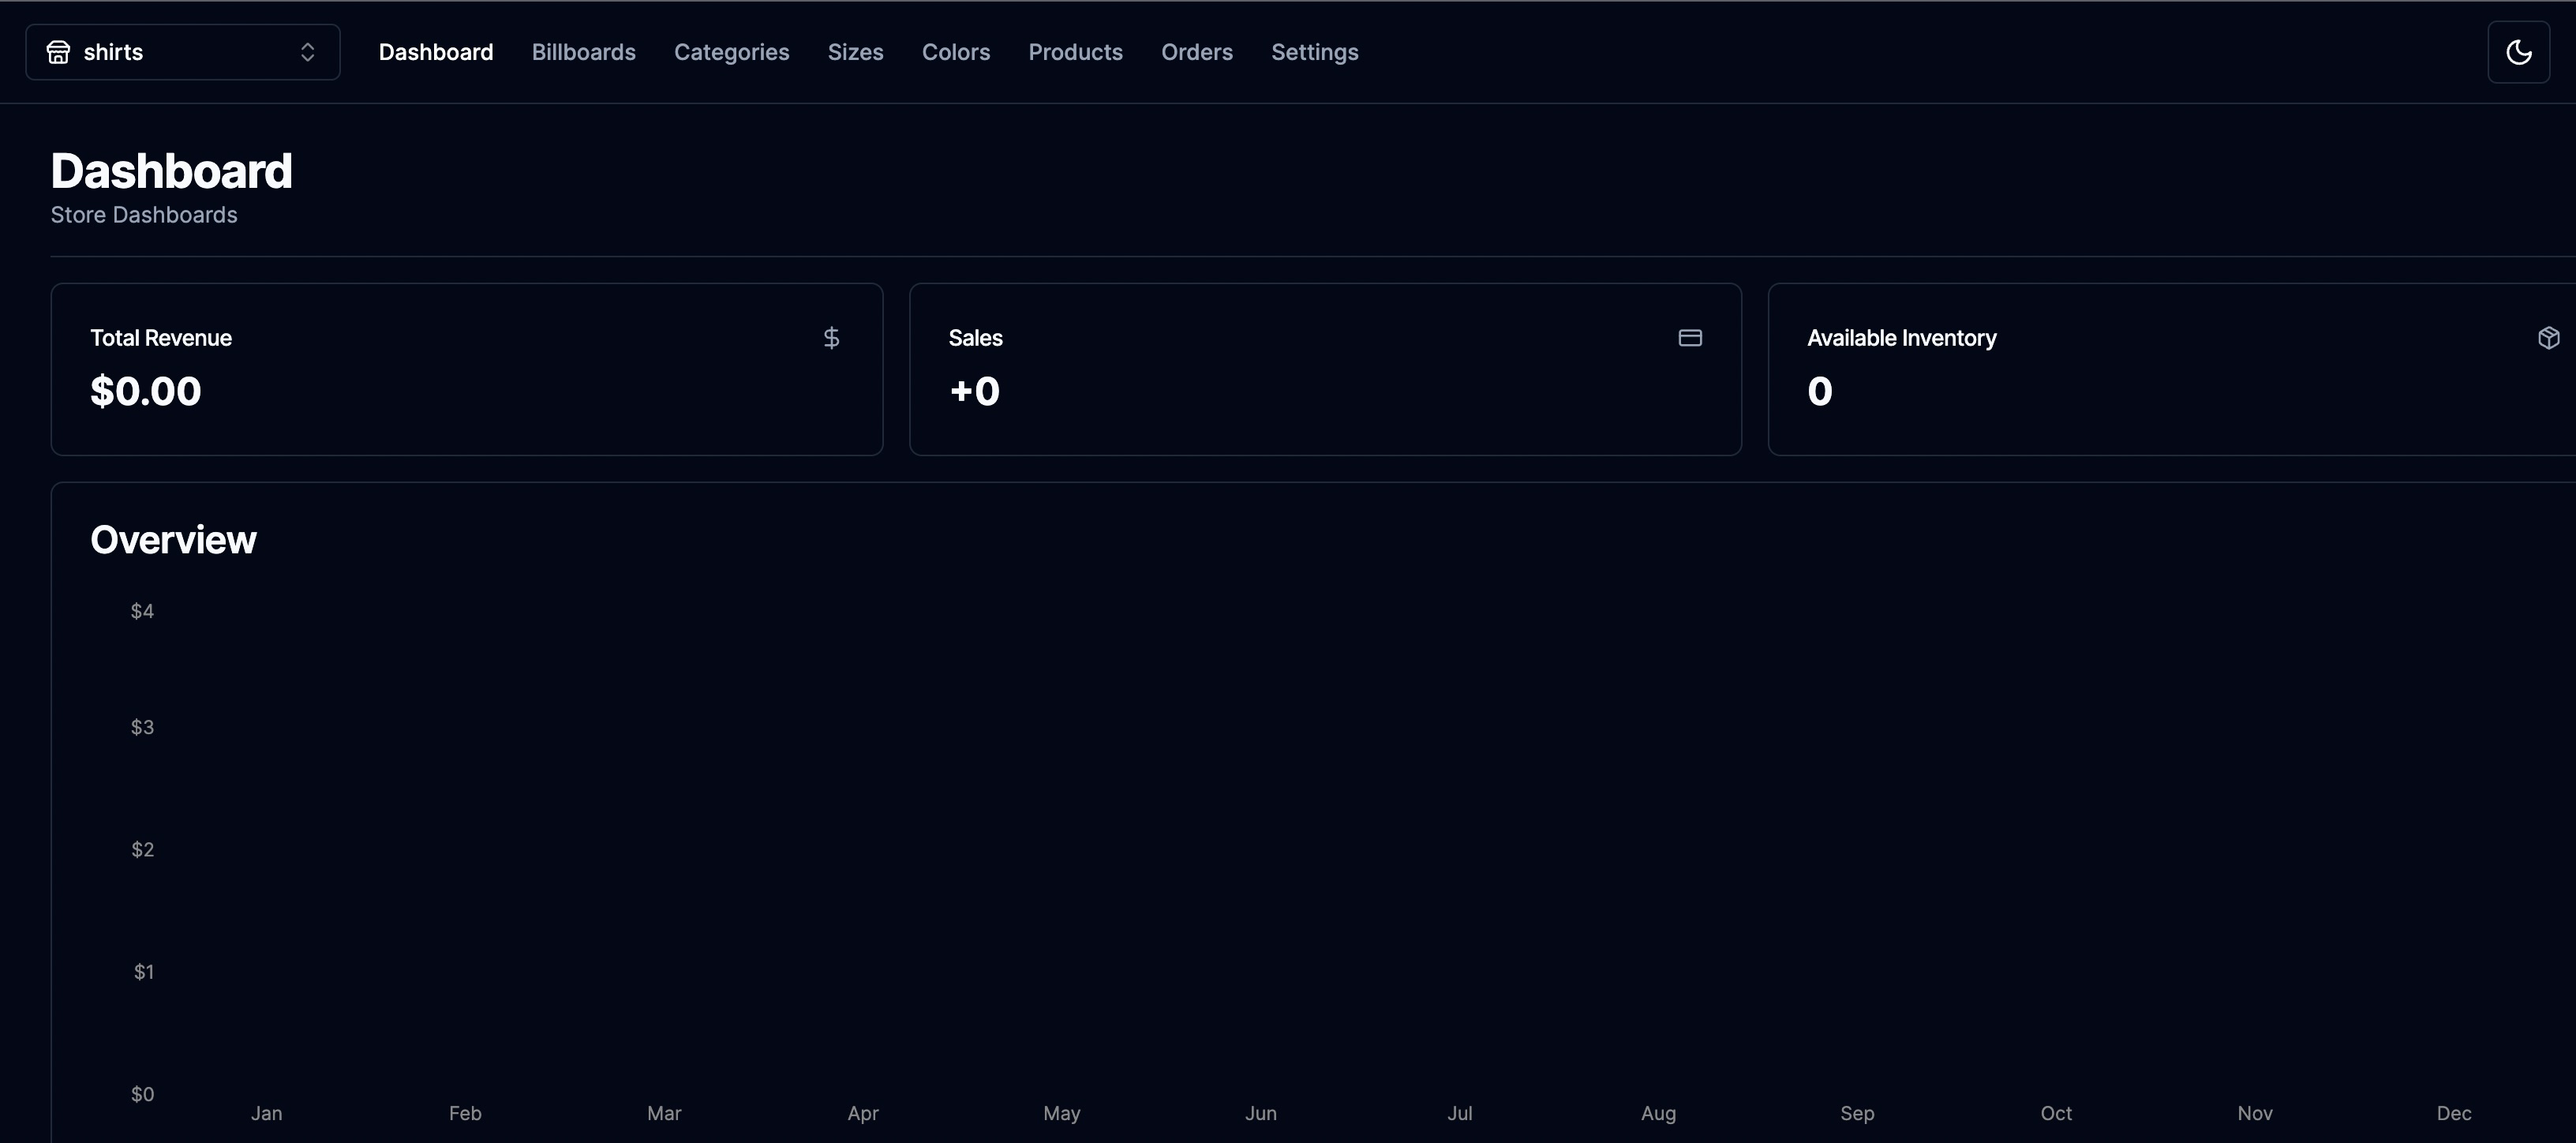 shirts Dashboard Billboards Categories Sizes Colors Products Orders Settings
Dashboard
Store Dashboards
Total Revenue $
$0.00
Sales
+0
Available Inventory
0
Overview
$4
$3
$2
$1
$0
Jan Feb Mar Apr May Jun Jul Aug Sep Oct Nov Dec